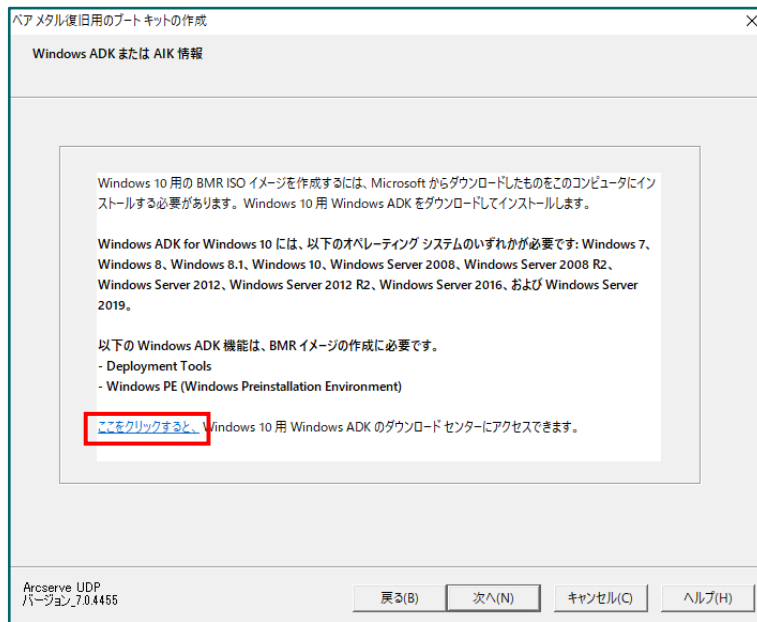 ベア メタル復旧用のブート キットの作成
Windows ADK または AIK 情報
Windows 10 用の BMR ISO イメージを作成するには、Microsoft からダウンロードしたものをこのコンピュータにイン
ストールする必要があります。Windows 10 用 Windows ADK をダウンロードしてインストールします。
Windows ADK for Windows 10 には、以下のオペレーティング システムのいずれかが必要です: Windows 7、
Windows 8、Windows 8.1、Windows 10、Windows Server 2008、Windows Server 2008 R2、
Windows Server 2012、Windows Server 2012 R2、Windows Server 2016、および Windows Server
2019。
以下の Windows ADK 機能は、BMR イメージの作成に必要です。
- Deployment Tools
- Windows PE (Windows Preinstallation Environment)
ここをクリックすると、Windows 10 用 Windows ADK のダウンロード センターにアクセスできます。
Arcserve UDP
バージョン_7.0.4455
戻る(B) 次へ(N) キャンセル(C) ヘルプ(H)